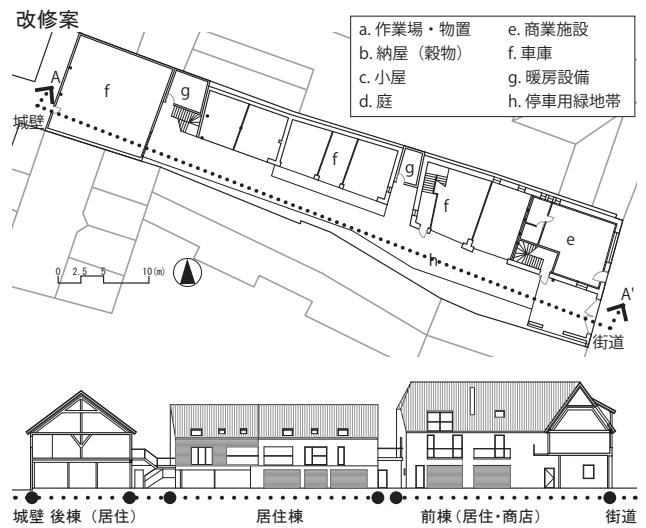 改修案
a. 作業場・物置
b. 納屋（穀物）
c. 小屋
d. 庭
e. 商業施設
f. 車庫
g. 暖房設備
h. 停車用緑地帯
A
城壁
f
g
f
g
f
e
h
0 2.5 5 10(m)
A'
街道
城壁 後棟（居住） 居住棟 前棟（居住・商店） 街道